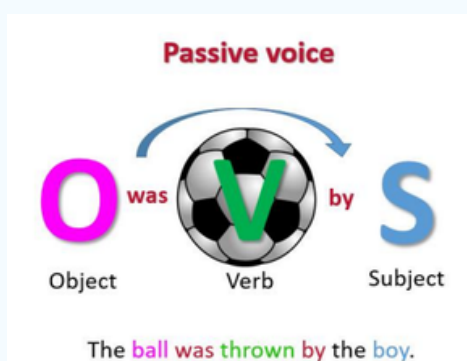 Passive voice
O was V by S
Object Verb Subject
The ball was thrown by the boy.